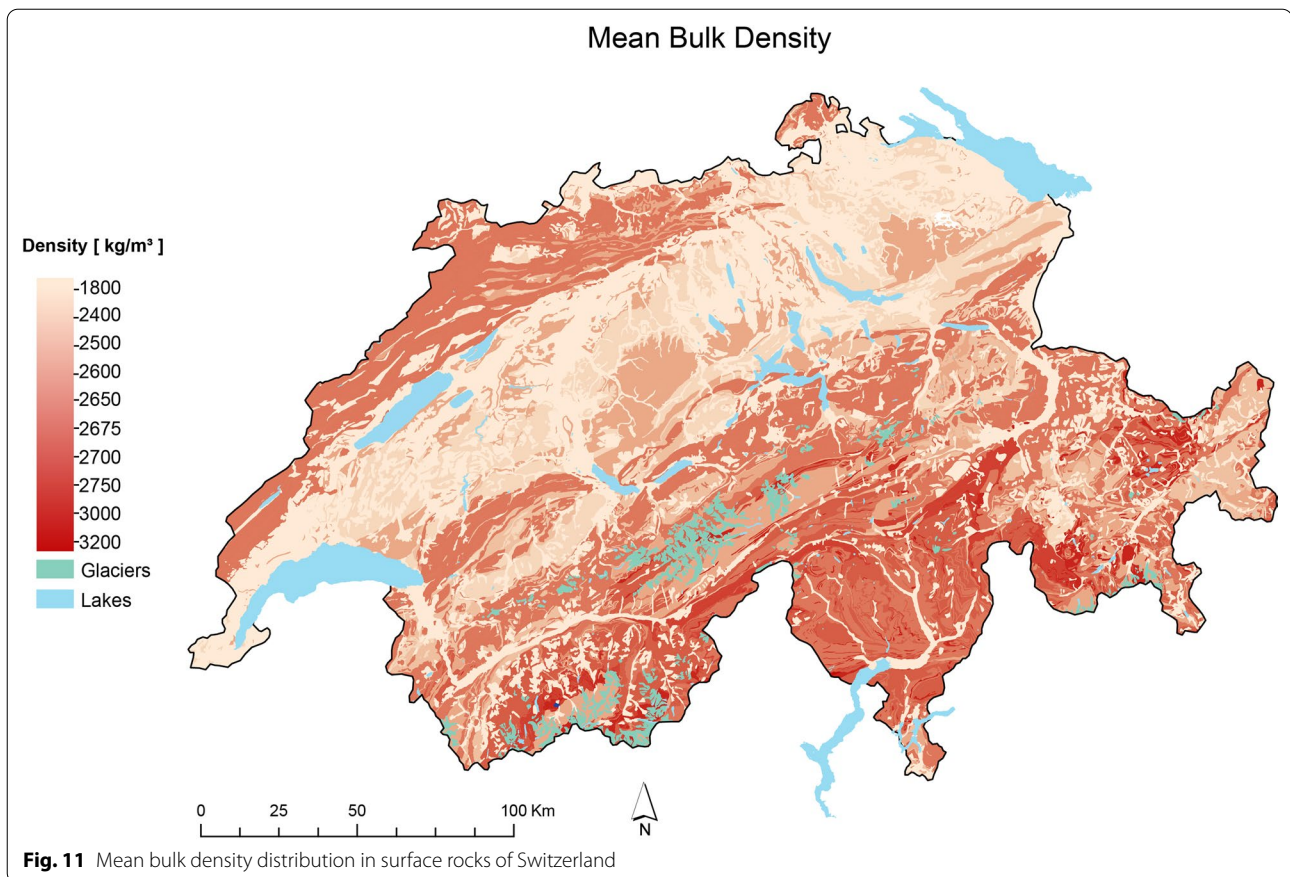 Mean Bulk Density
Density [ kg/m³ ]
1800
2400
2600
2650
2675
2700
2750
3000
3200
Glaciers
Lakes
0 25 50 100 Km
N
Fig. 11 Mean bulk density distribution in surface rocks of Switzerland